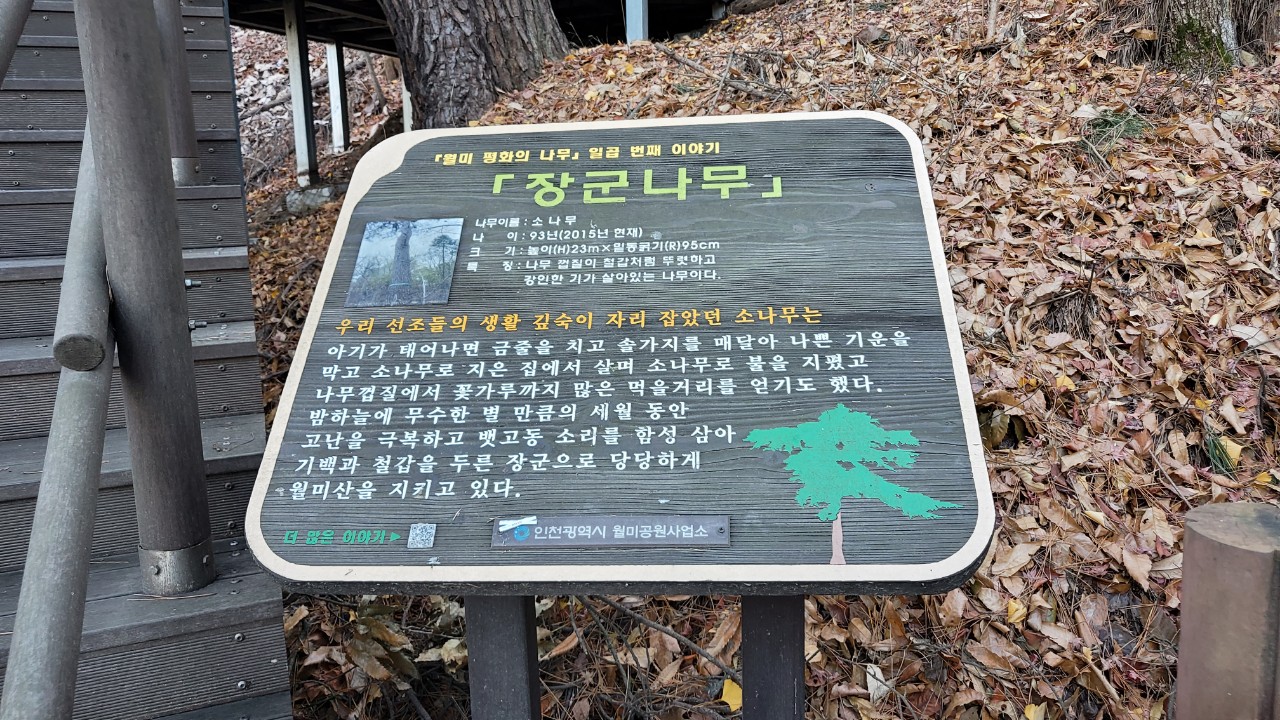 「월미 평화의 나무」 일곱 번째 이야기
「장군나무」
나무이름 : 소 나 무
나 이 : 93년(2015년 현재)
크 기 : 높이(H)23m×밑동굵기(R)95cm
특 징 : 나무 껍질이 철갑처럼 뚜렷하고
강인한 기가 살아있는 나무이다.
우리 선조들의 생활 깊숙이 자리 잡았던 소나무는
아기가 태어나면 금줄을 치고 솔가지를 매달아 나쁜 기운을
막고 소나무로 지은 집에서 살며 소나무로 불을 지폈고
나무껍질에서 꽃가루까지 많은 먹을거리를 얻기도 했다.
밤하늘에 무수한 별 만큼의 세월 동안
고난을 극복하고 뱃고동 소리를 함성 삼아
기백과 철갑을 두른 장군으로 당당하게
월미산을 지키고 있다.
더 많은 이야기▶
인천광역시 월미공원사업소